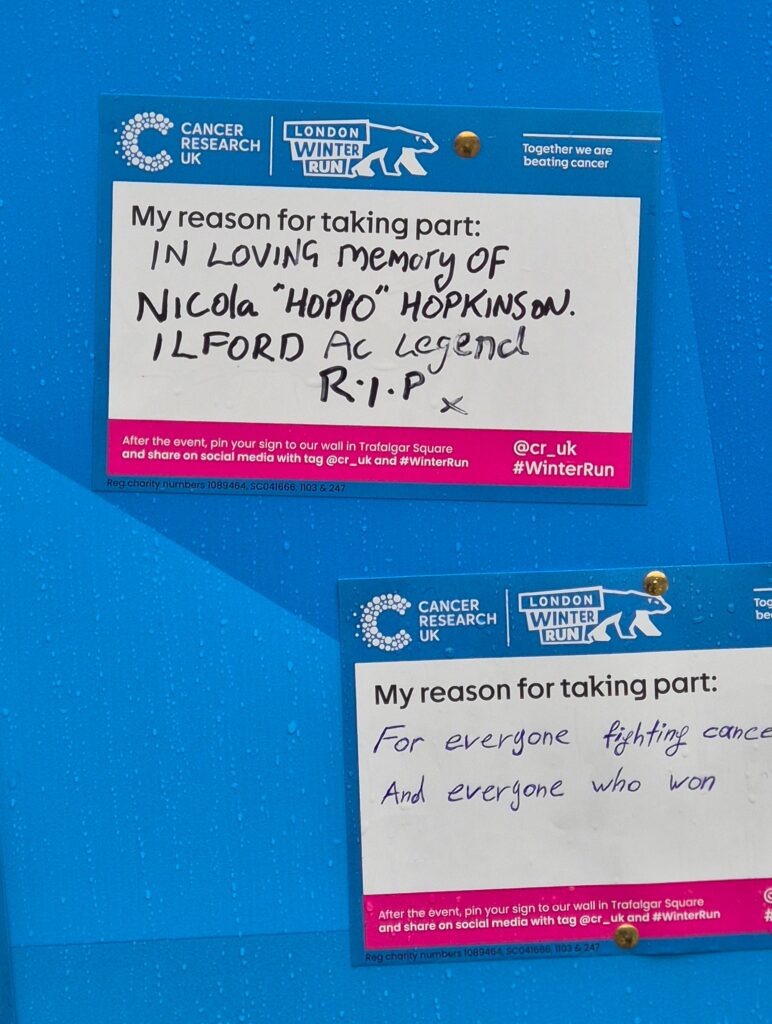 CANCER
RESEARCH
UK
LONDON
WINTER
RUN
Together we are
beating cancer
My reason for taking part:
IN LOVING memory OF
NICOLA "HOPPO" HOPKINSON.
ILFORD AC Legend
R.I.P x
After the event, pin your sign to our wall in Trafalgar Square
and share on social media with tag @cr_uk and #WinterRun
@cr_uk
#WinterRun
Reg charity numbers 1089464, SC041666, 1103 & 247
CANCER
RESEARCH
UK
LONDON
WINTER
RUN
My reason for taking part:
For everyone fighting cance
And everyone who won
After the event, pin your sign to our wall in Trafalgar Square
and share on social media with tag @cr_uk and #WinterRun
Reg charity numbers 1089464, SC041666, 1103 & 247